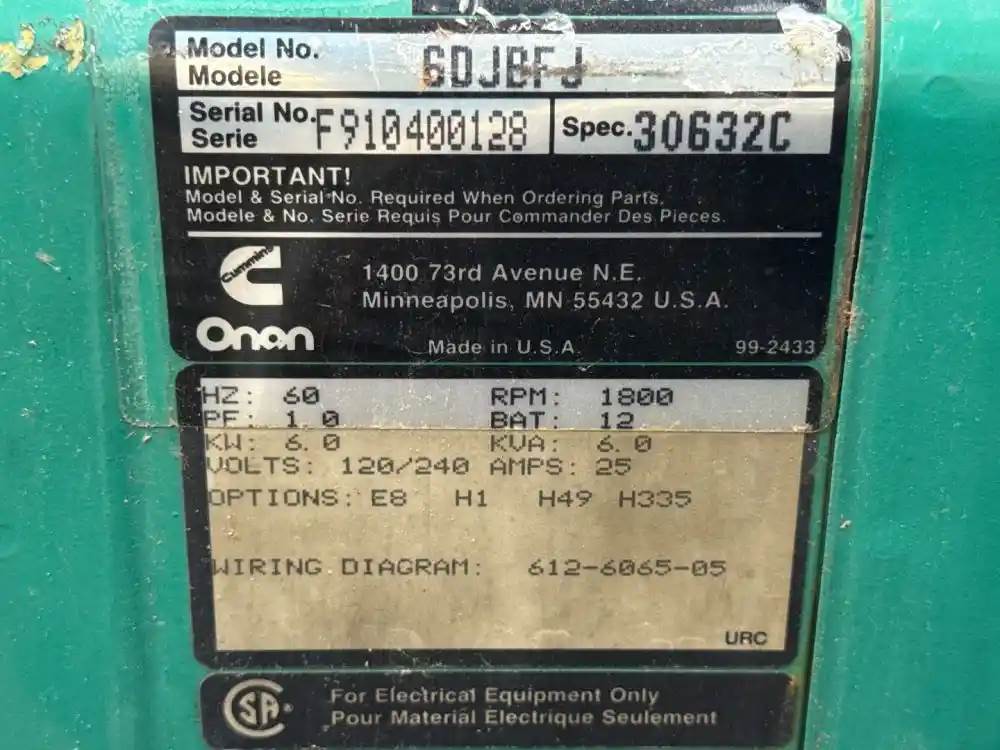 Model No.
Modele
6DJBFJ
Serial No.
Serie
F910400128
Spec. 30632C
IMPORTANT!
Model & Serial No. Required When Ordering Parts.
Modele & No. Serie Requis Pour Commander Des Pieces.
Cummins
Onan
1400 73rd Avenue N.E.
Minneapolis, MN 55432 U.S.A.
Made in U.S.A
99-2433
HZ: 60 RPM: 1800
PF: 1.0 BAT: 12
KW: 6.0 KVA: 6.0
VOLTS: 120/240 AMPS: 25
OPTIONS: E8 H1 H49 H335
WIRING DIAGRAM: 612-6065-05
URC
CSA
For Electrical Equipment Only
Pour Material Electrique Seulement